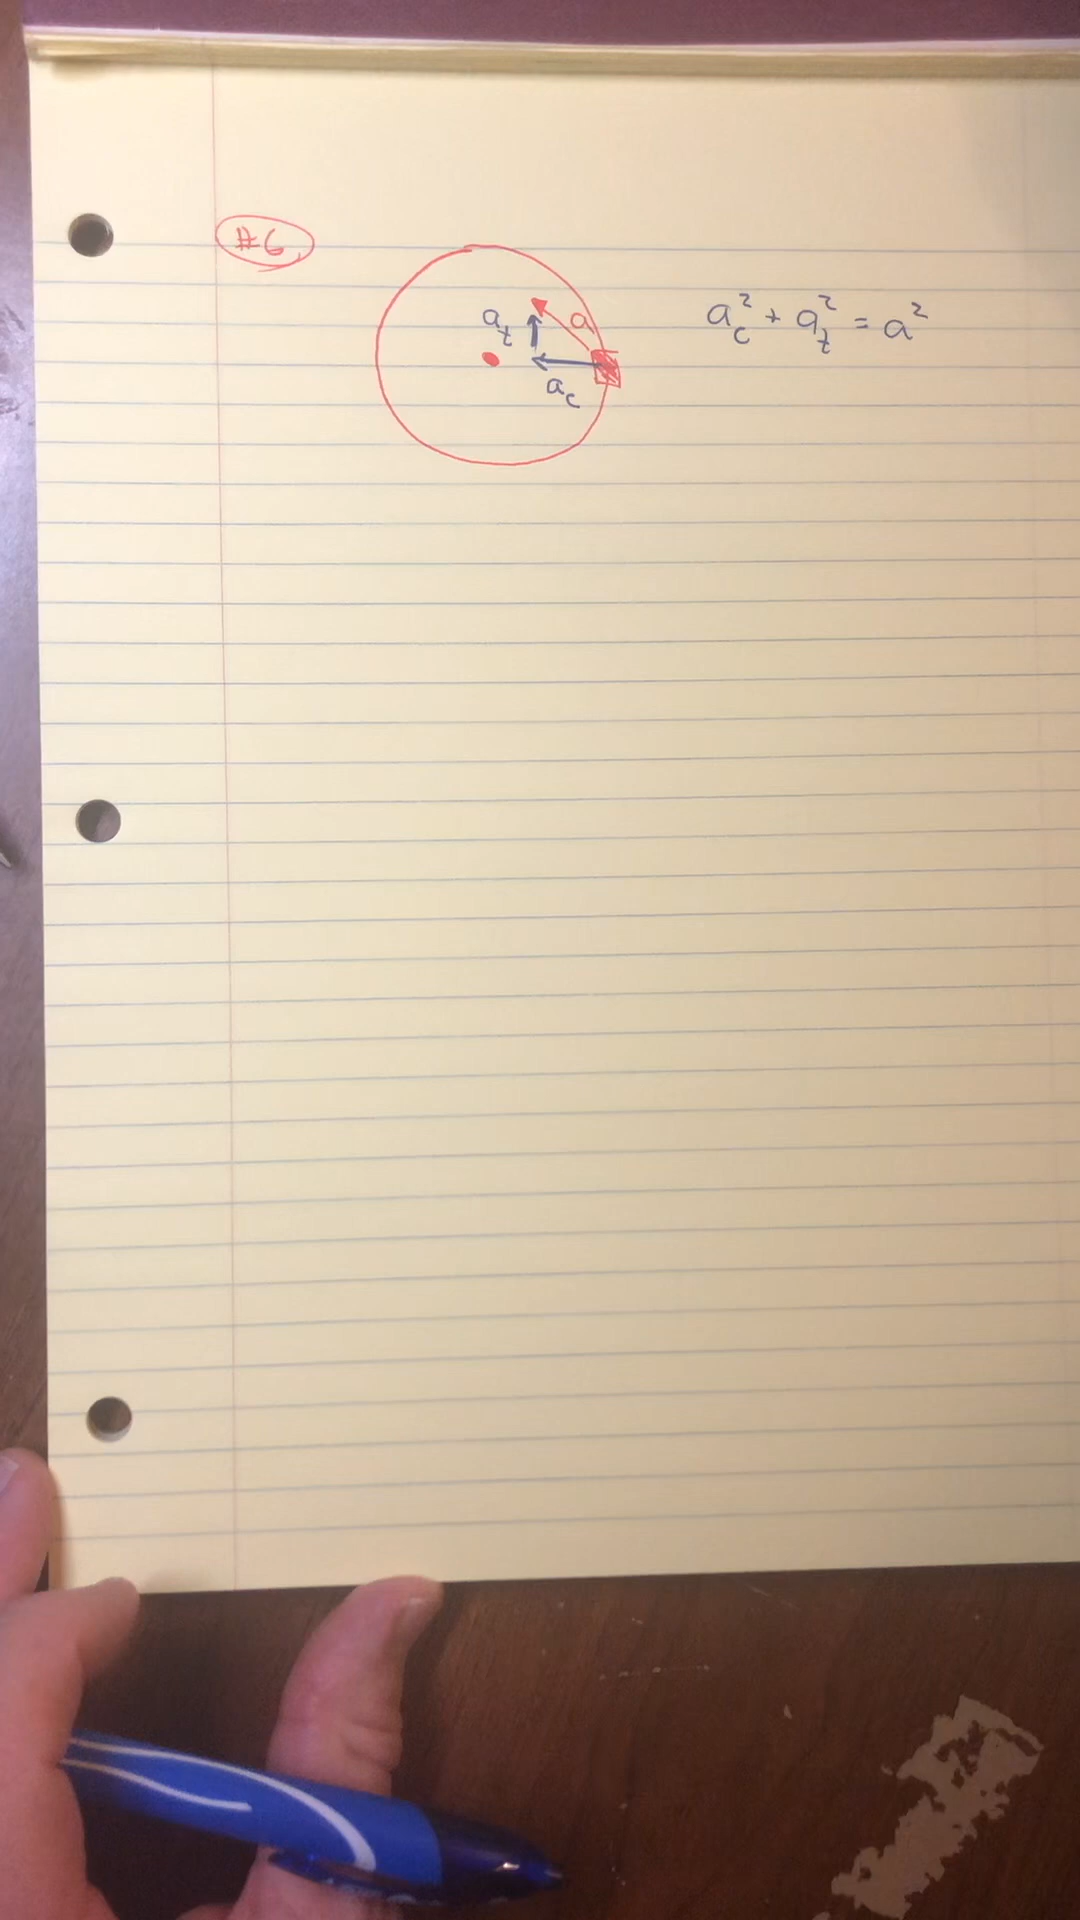 #6
a_t a a_c
a_c² + a_t² = a²